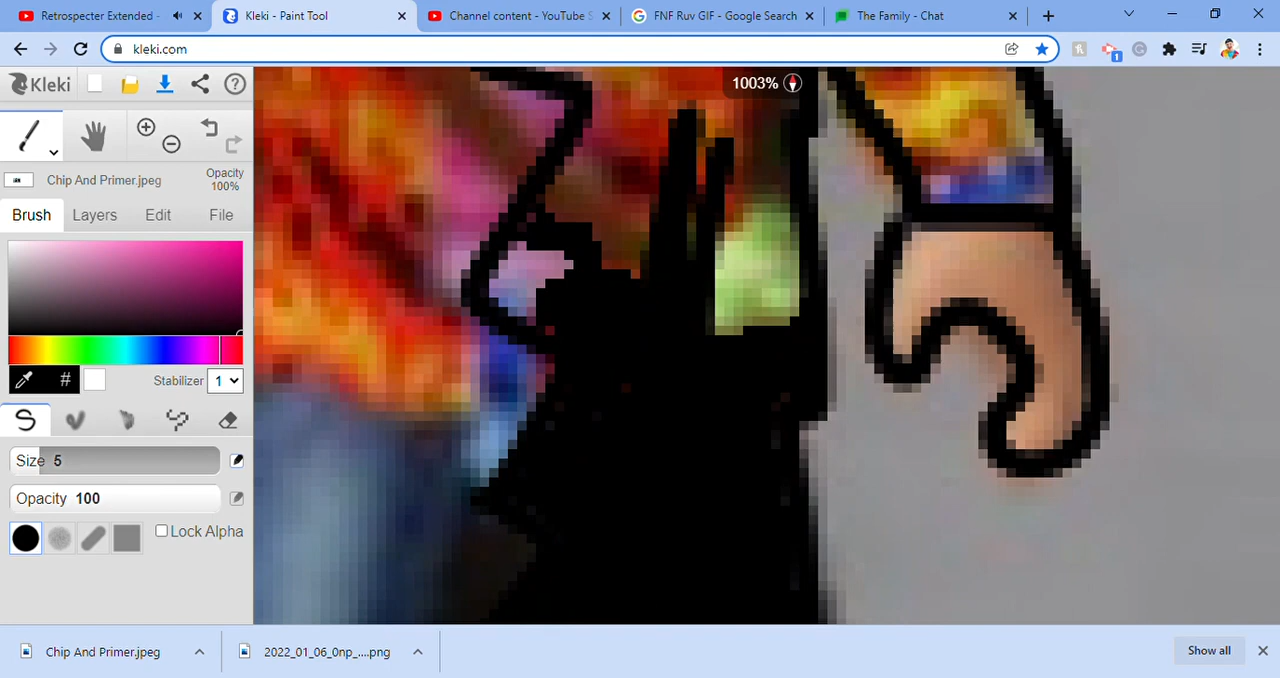 Retrospecter Extended -
Kleki - Paint Tool
Channel content - YouTube S
FNF Ruv GIF - Google Search
The Family - Chat
kleki.com
1
Kleki
?
1003%
Chip And Primer.jpeg
Opacity
100%
Brush
Layers
Edit
File
#
Stabilizer
1
Size 5
Opacity 100
Lock Alpha
Chip And Primer.jpeg
2022_01_06_0np_....png
Show all